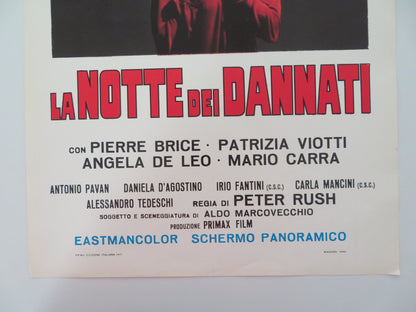 LA NOTTE DEI DANNATI
CON PIERRE BRICE · PATRIZIA VIOTTI
ANGELA DE LEO · MARIO CARRA
ANTONIO PAVAN DANIELA D'AGOSTINO IRIO FANTINI (C.S.C.) CARLA MANCINI (C.S.C.)
ALESSANDRO TEDESCHI REGIA DI PETER RUSH
SOGGETTO E SCENEGGIATURA DI ALDO MARCOVECCHIO
PRODUZIONE PRIMAX FILM
EASTMANCOLOR SCHERMO PANORAMICO
EDIZIONE ITALIANA